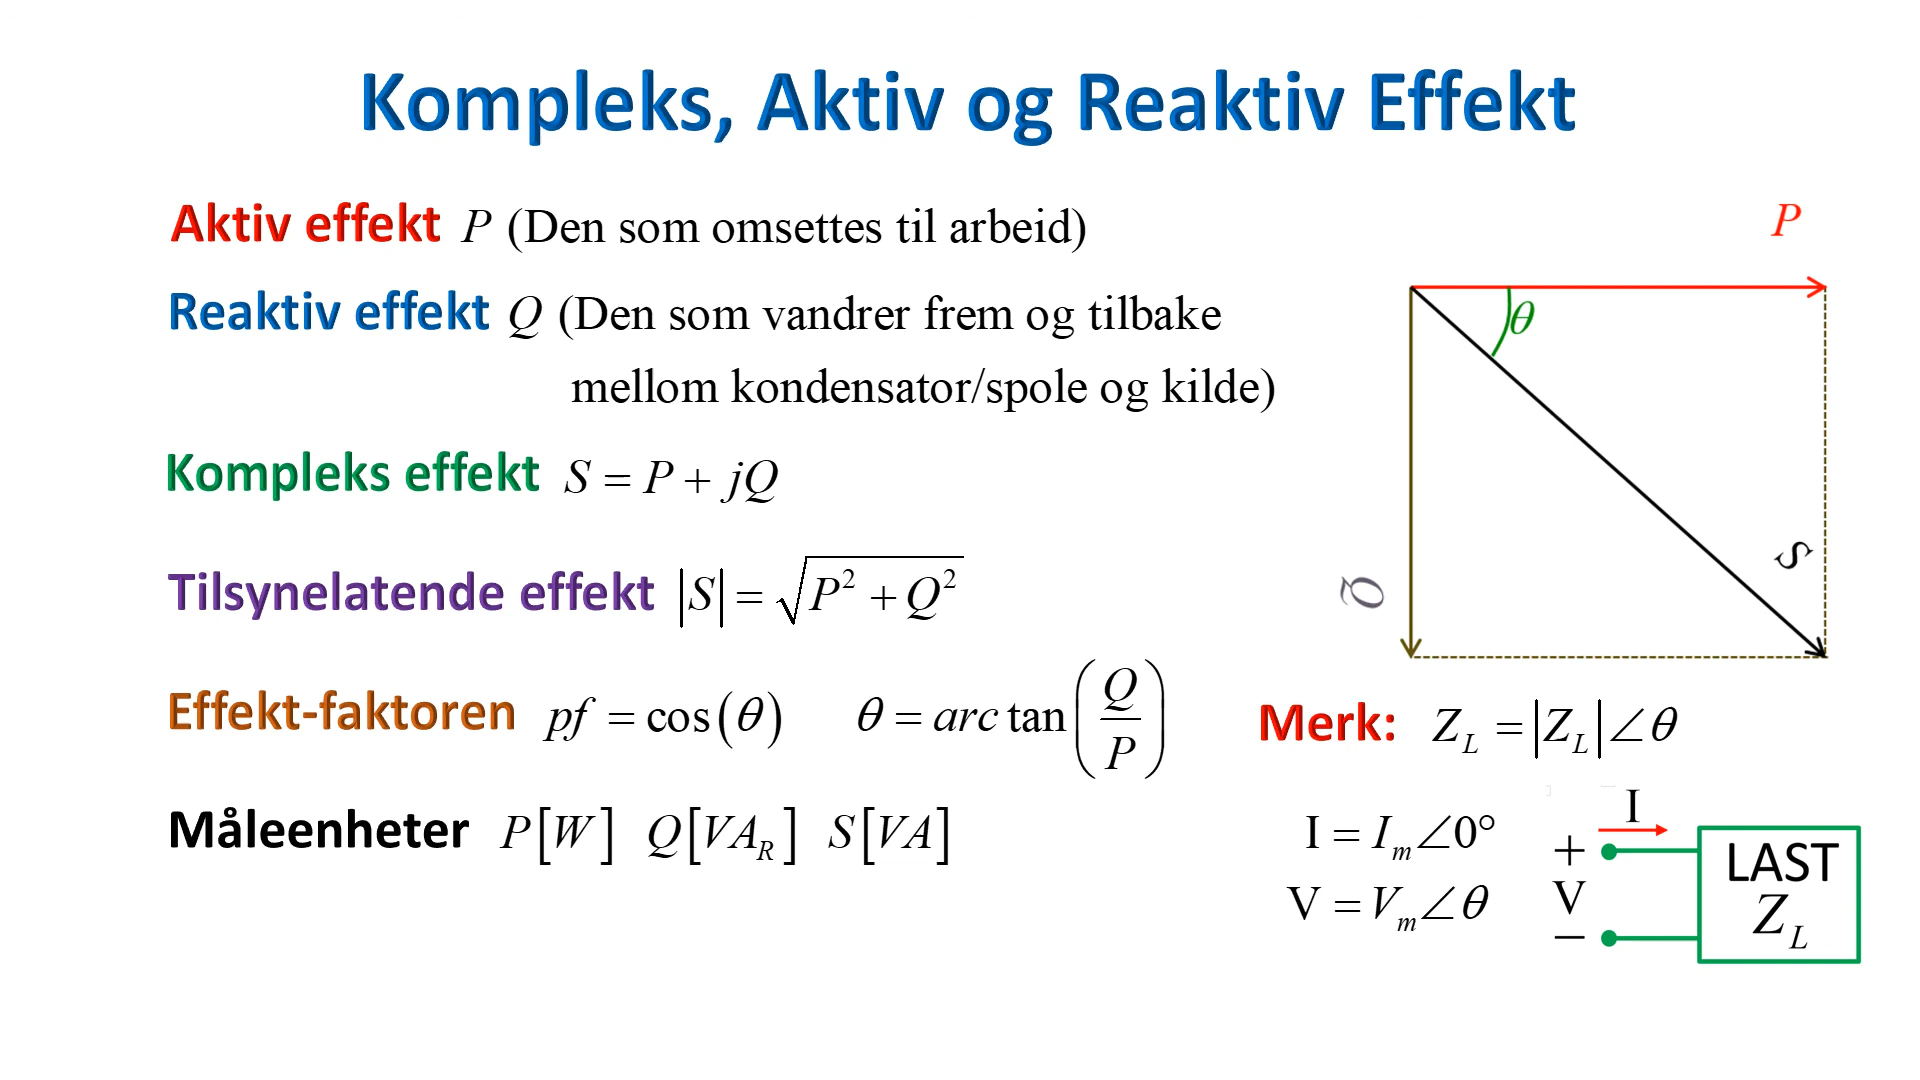 Kompleks, Aktiv og Reaktiv Effekt
Aktiv effekt P (Den som omsettes til arbeid)
Reaktiv effekt Q (Den som vandrer frem og tilbake
mellom kondensator/spole og kilde)
Kompleks effekt S = P + jQ
Tilsynelatende effekt |S| = √(P² + Q²)
Effekt-faktoren pf = cos(θ) θ = arctan(Q/P)
Måleenheter P[W] Q[VA_R] S[VA]
P
θ
S
Q
Merk: Z_L = |Z_L|∠θ
I = I_m∠0°
V = V_m∠θ
I
+
V
−
LAST
Z_L